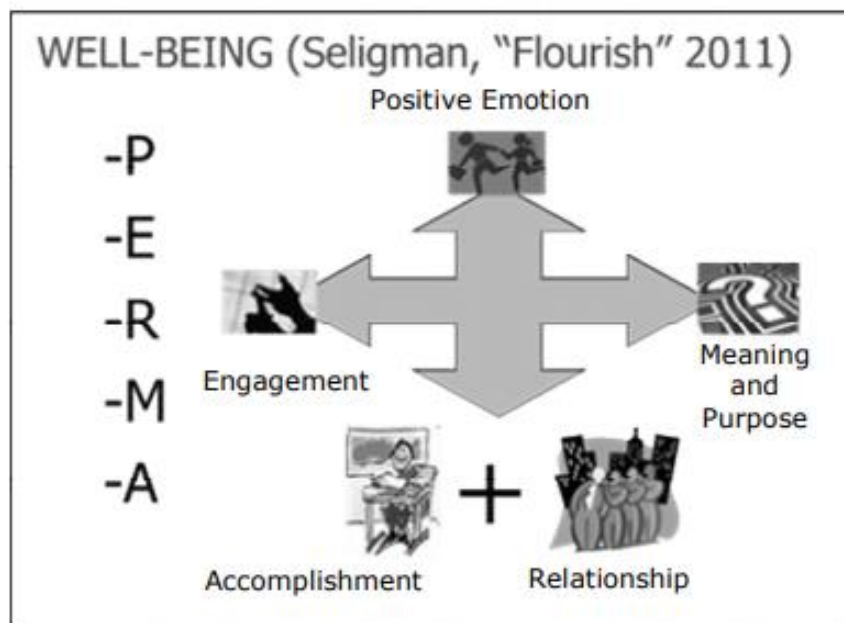 WELL-BEING (Seligman, “Flourish” 2011)
Positive Emotion
-P
-E
-R
-M
-A
Engagement
Meaning
and
Purpose
Accomplishment
+
Relationship